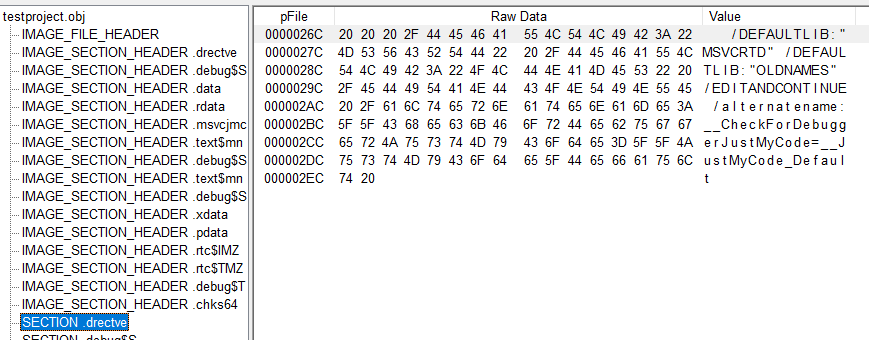 testproject.obj
IMAGE_FILE_HEADER
IMAGE_SECTION_HEADER .drectve
IMAGE_SECTION_HEADER .debug$S
IMAGE_SECTION_HEADER .data
IMAGE_SECTION_HEADER .rdata
IMAGE_SECTION_HEADER .msvcjmc
IMAGE_SECTION_HEADER .text$mn
IMAGE_SECTION_HEADER .debug$S
IMAGE_SECTION_HEADER .text$mn
IMAGE_SECTION_HEADER .debug$S
IMAGE_SECTION_HEADER .xdata
IMAGE_SECTION_HEADER .pdata
IMAGE_SECTION_HEADER .rtc$IMZ
IMAGE_SECTION_HEADER .rtc$TMZ
IMAGE_SECTION_HEADER .debug$T
IMAGE_SECTION_HEADER .chks64
SECTION .drectve
SECTION .debug$S
pFile Raw Data Value
0000026C 20 20 20 2F 44 45 46 41 55 4C 54 4C 49 42 3A 22 /DEFAULTLIB:"
0000027C 4D 53 56 43 52 54 44 22 20 2F 44 45 46 41 55 4C MSVCRTD" /DEFAUL
0000028C 54 4C 49 42 3A 22 4F 4C 44 4E 41 4D 45 53 22 20 TLIB:"OLDNAMES"
0000029C 2F 45 44 49 54 41 4E 44 43 4F 4E 54 49 4E 55 45 /EDITANDCONTINUE
000002AC 20 2F 61 6C 74 65 72 6E 61 74 65 6E 61 6D 65 3A /alternatename:
000002BC 5F 5F 43 68 65 63 6B 46 6F 72 44 65 62 75 67 67 __CheckForDebugg
000002CC 65 72 4A 75 73 74 4D 79 43 6F 64 65 3D 5F 5F 4A erJustMyCode=__J
000002DC 75 73 74 4D 79 43 6F 64 65 5F 44 65 66 61 75 6C ustMyCode_Defaul
000002EC 74 20 t